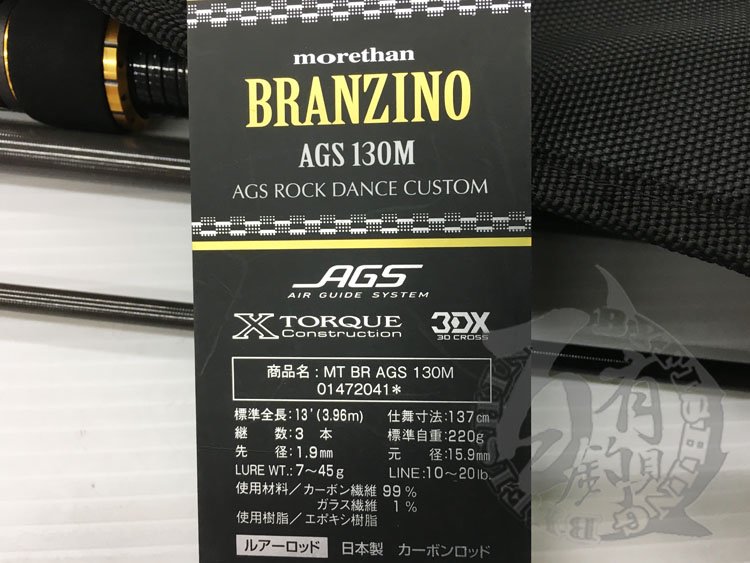 morethan
BRANZINO
AGS 130M
AGS ROCK DANCE CUSTOM
AGS
AIR GUIDE SYSTEM
X TORQUE Construction 3DX 3D CROSS
商品名：MT BR AGS 130M
01472041*
標準全長：13'(3.96m) 仕舞寸法：137cm
継 数：3 本 標準自重：220g
先 径：1.9mm 元 径：15.9mm
LURE WT.：7〜45g LINE：10〜20lb.
使用材料／カーボン繊維 99%
ガラス繊維 1%
使用樹脂／エポキシ樹脂
ルアーロッド 日本製 カーボンロッド
有
釣具